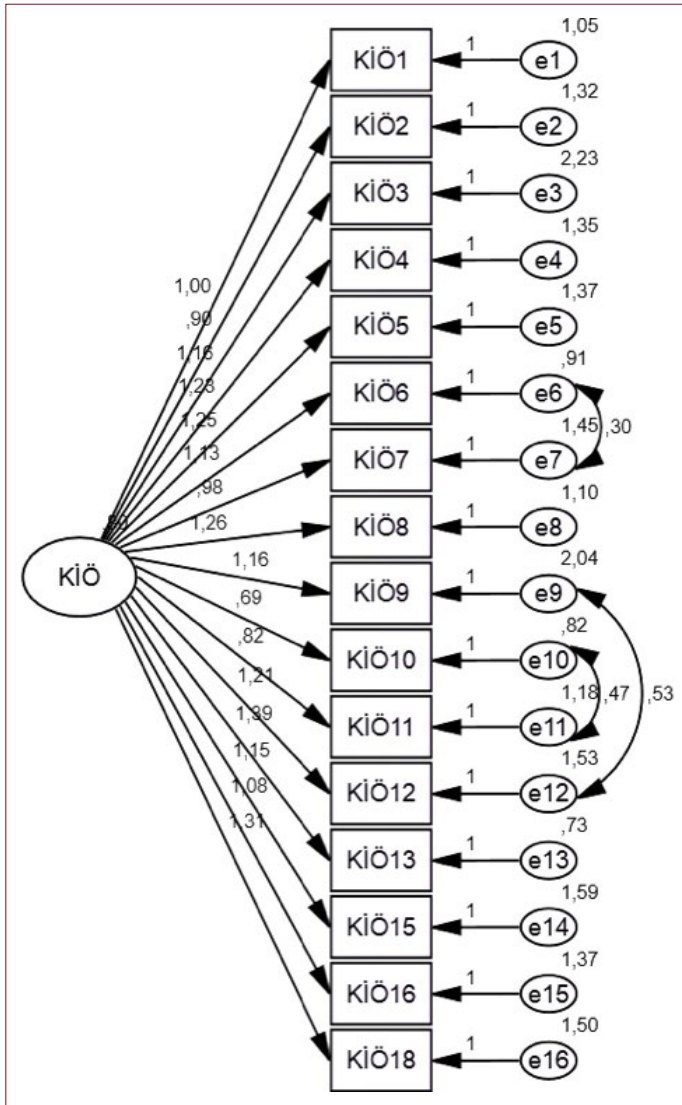 1,05
KİÖ1 1 e1
1,32
KİÖ2 1 e2
2,23
KİÖ3 1 e3
1,35
KİÖ4 1 e4
1,00
1,37
,90
KİÖ5 1 e5
1,16
,91
KİÖ6 1 e6
1,25
1,45 ,30
1,13
KİÖ7 1 e7
,98
1,10
1,26
KİÖ8 1 e8
KİÖ
1,16
2,04
KİÖ9 1 e9
,69
,82
,82
KİÖ10 1 e10
1,21
1,18 ,47 ,53
1,39
KİÖ11 1 e11
1,15
1,53
1,08
KİÖ12 1 e12
1,31
,73
KİÖ13 1 e13
1,59
KİÖ15 1 e14
1,37
KİÖ16 1 e15
1,50
KİÖ18 1 e16